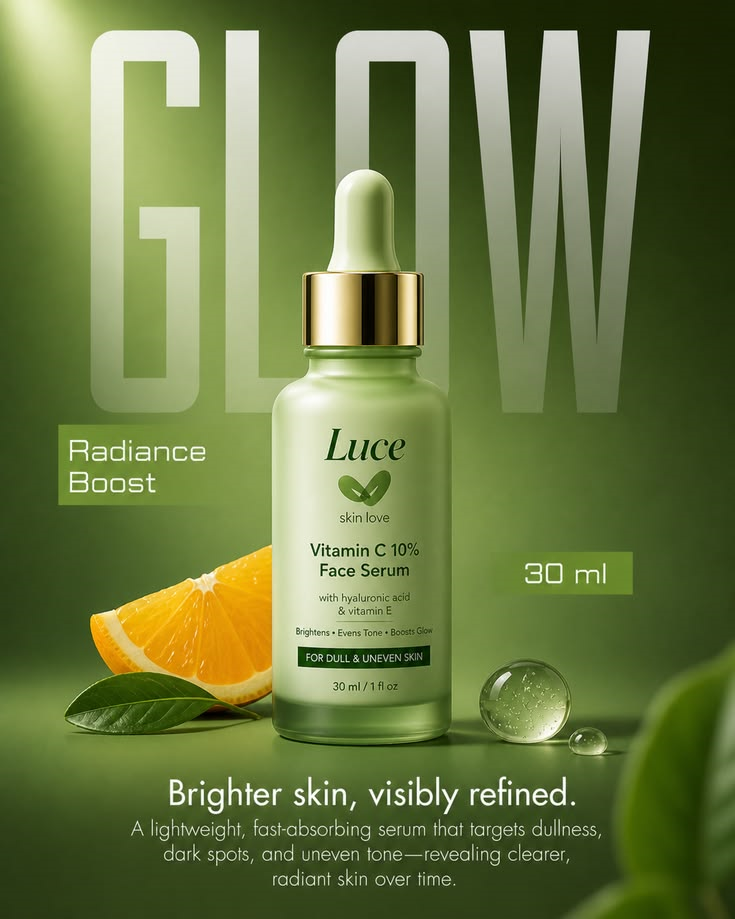 GLOW
Radiance
Boost
Luce
skin love
Vitamin C 10%
Face Serum
with hyaluronic acid
& vitamin E
Brightens • Evens Tone • Boosts Glow
FOR DULL & UNEVEN SKIN
30 ml / 1 fl oz
30 ml
Brighter skin, visibly refined.
A lightweight, fast-absorbing serum that targets dullness,
dark spots, and uneven tone—revealing clearer,
radiant skin over time.